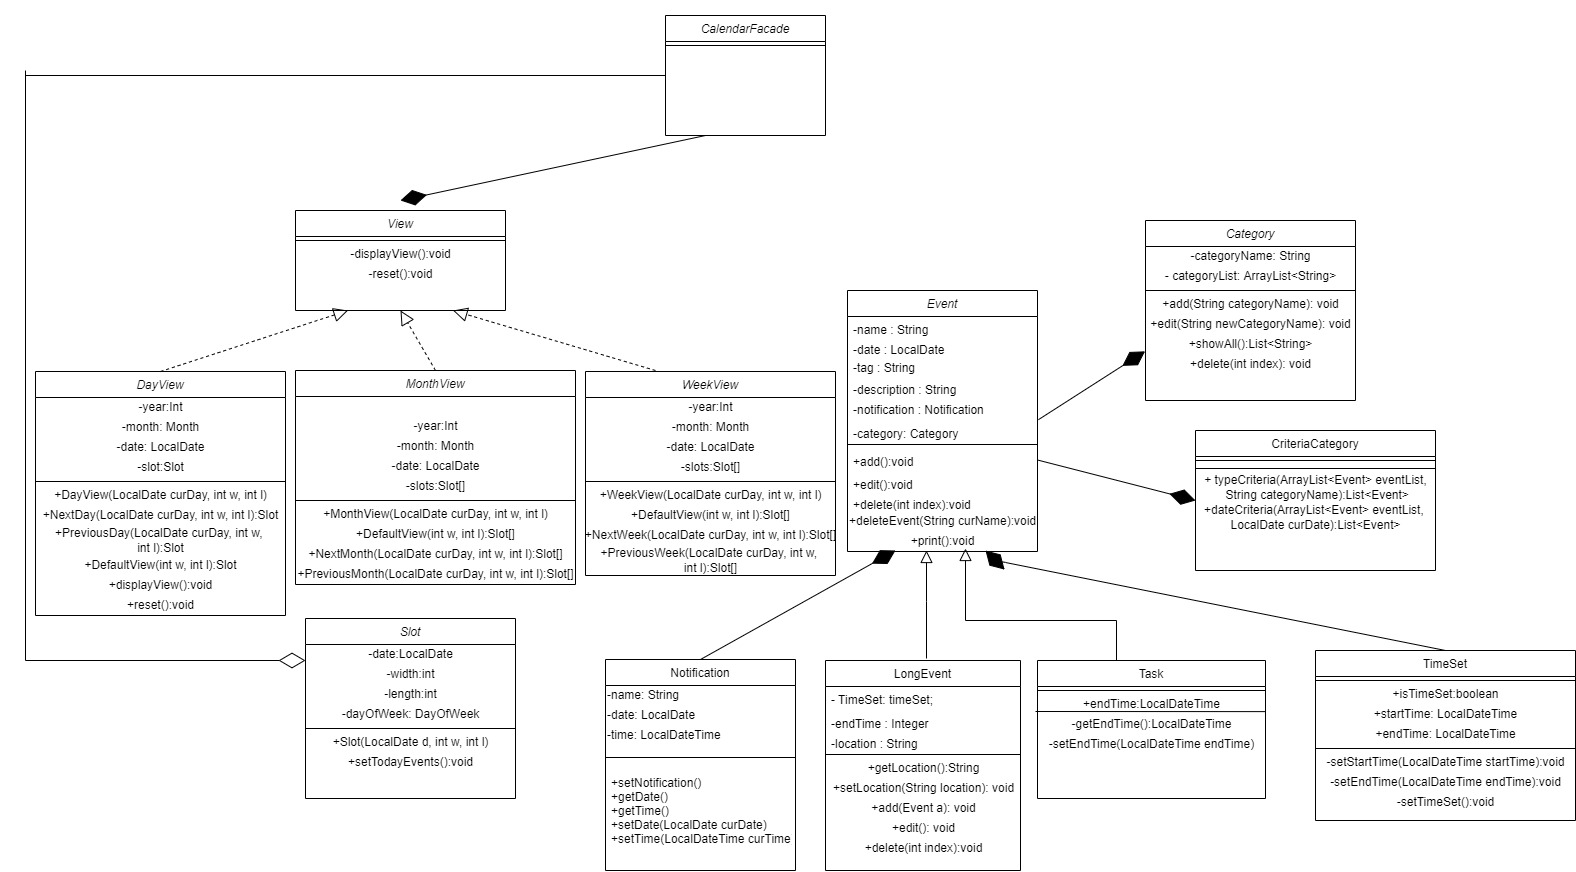 CalendarFacade
View
-displayView():void
-reset():void
Category
-categoryName: String
- categoryList: ArrayList<String>
+add(String categoryName): void
+edit(String newCategoryName): void
+showAll():List<String>
+delete(int index): void
Event
-name : String
-date : LocalDate
-tag : String
-description : String
-notification : Notification
-category: Category
+add():void
+edit():void
+delete(int index):void
+deleteEvent(String curName):void
+print():void
DayView
-year:Int
-month: Month
-date: LocalDate
-slot:Slot
+DayView(LocalDate curDay, int w, int l)
+NextDay(LocalDate curDay, int w, int l):Slot
+PreviousDay(LocalDate curDay, int w,
int l):Slot
+DefaultView(int w, int l):Slot
+displayView():void
+reset():void
MonthView
-year:Int
-month: Month
-date: LocalDate
-slots:Slot[]
+MonthView(LocalDate curDay, int w, int l)
+DefaultView(int w, int l):Slot[]
+NextMonth(LocalDate curDay, int w, int l):Slot[]
+PreviousMonth(LocalDate curDay, int w, int l):Slot[]
WeekView
-year:Int
-month: Month
-date: LocalDate
-slots:Slot[]
+WeekView(LocalDate curDay, int w, int l)
+DefaultView(int w, int l):Slot[]
+NextWeek(LocalDate curDay, int w, int l):Slot[]
+PreviousWeek(LocalDate curDay, int w,
int l):Slot[]
CriteriaCategory
+ typeCriteria(ArrayList<Event> eventList,
String categoryName):List<Event>
+dateCriteria(ArrayList<Event> eventList,
LocalDate curDate):List<Event>
Slot
-date:LocalDate
-width:int
-length:int
-dayOfWeek: DayOfWeek
+Slot(LocalDate d, int w, int l)
+setTodayEvents():void
Notification
-name: String
-date: LocalDate
-time: LocalDateTime
+setNotification()
+getDate()
+getTime()
+setDate(LocalDate curDate)
+setTime(LocalDateTime curTime
LongEvent
- TimeSet: timeSet;
-endTime : Integer
-location : String
+getLocation():String
+setLocation(String location): void
+add(Event a): void
+edit(): void
+delete(int index):void
Task
+endTime:LocalDateTime
-getEndTime():LocalDateTime
-setEndTime(LocalDateTime endTime)
TimeSet
+isTimeSet:boolean
+startTime: LocalDateTime
+endTime: LocalDateTime
-setStartTime(LocalDateTime startTime):void
-setEndTime(LocalDateTime endTime):void
-setTimeSet():void